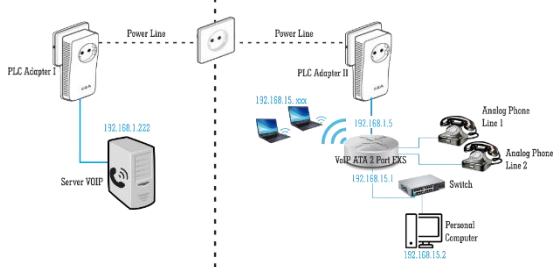 Power Line
Power Line
PLC Adapter I
PLC Adapter II
192.168.1.222
192.168.15. xxx
192.168.1.5
Analog Phone
Line 1
VoIP ATA 2 Port FXS
Analog Phone
Line 2
Server VOIP
192.168.15.1
Switch
Personal
Computer
192.168.15.2